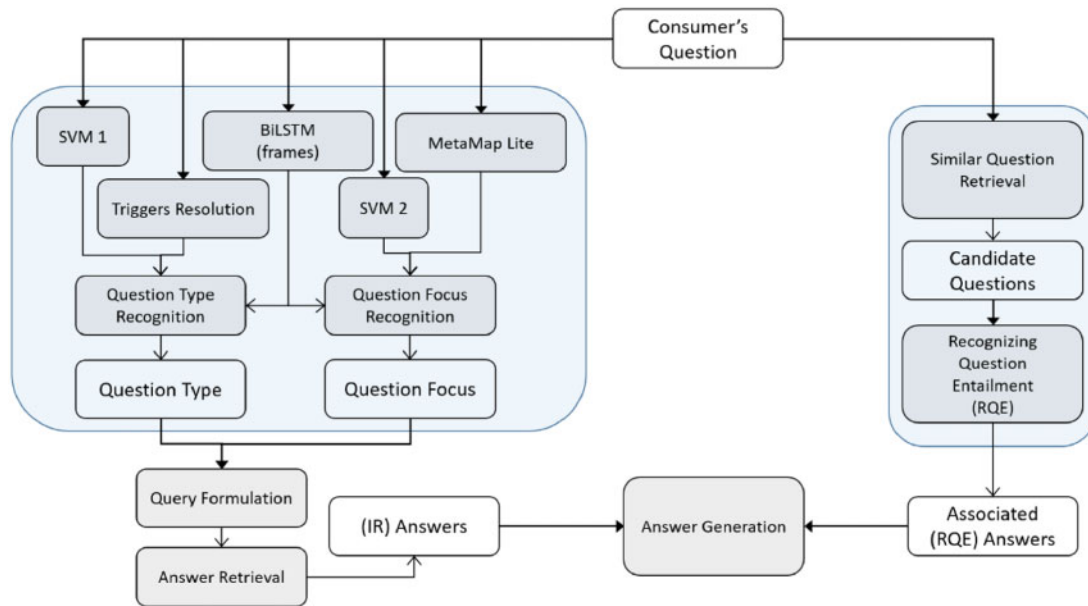 Consumer's
Question
SVM 1
BiLSTM
(frames)
MetaMap Lite
Triggers Resolution
SVM 2
Question Type
Recognition
Question Focus
Recognition
Question Type
Question Focus
Similar Question
Retrieval
Candidate
Questions
Recognizing
Question
Entailment
(RQE)
Query Formulation
Answer Retrieval
(IR) Answers
Answer Generation
Associated
(RQE) Answers